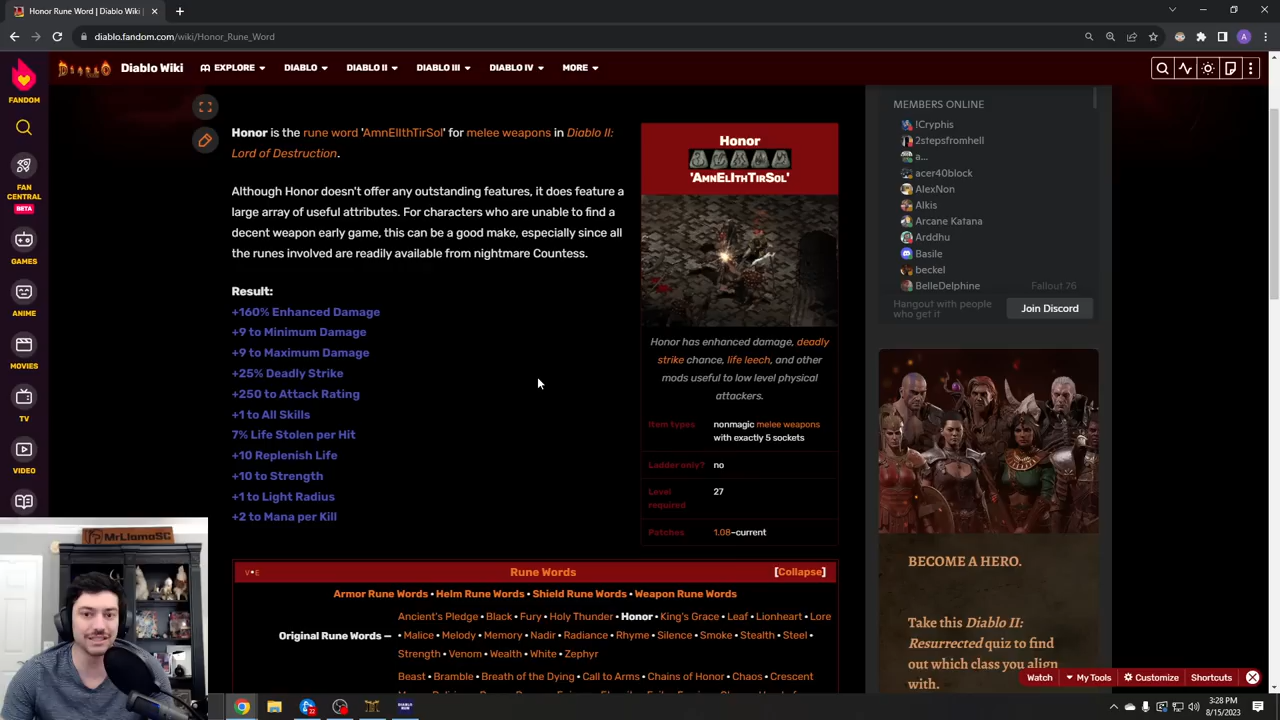 Honor Rune Word | Diablo Wiki |
diablo.fandom.com/wiki/Honor_Rune_Word
A
FANDOM
FAN
CENTRAL
BETA
GAMES
ANIME
MOVIES
TV
VIDEO
DIABLO
Diablo Wiki
EXPLORE
DIABLO
DIABLO II
DIABLO III
DIABLO IV
MORE
Honor is the rune word 'AmnElIthTirSol' for melee weapons in Diablo II:
Lord of Destruction.
Although Honor doesn't offer any outstanding features, it does feature a
large array of useful attributes. For characters who are unable to find a
decent weapon early game, this can be a good make, especially since all
the runes involved are readily available from nightmare Countess.
Result:
+160% Enhanced Damage
+9 to Minimum Damage
+9 to Maximum Damage
+25% Deadly Strike
+250 to Attack Rating
+1 to All Skills
7% Life Stolen per Hit
+10 Replenish Life
+10 to Strength
+1 to Light Radius
+2 to Mana per Kill
Honor
'AmnElIthTirSol'
Honor has enhanced damage, deadly
strike chance, life leech, and other
mods useful to low level physical
attackers.
Item types nonmagic melee weapons
with exactly 5 sockets
Ladder only? no
Level
required 27
Patches 1.08–current
V•E Rune Words [Collapse]
Armor Rune Words • Helm Rune Words • Shield Rune Words • Weapon Rune Words
Original Rune Words —
Ancient's Pledge • Black • Fury • Holy Thunder • Honor • King's Grace • Leaf • Lionheart • Lore
• Malice • Melody • Memory • Nadir • Radiance • Rhyme • Silence • Smoke • Stealth • Steel •
Strength • Venom • Wealth • White • Zephyr
Beast • Bramble • Breath of the Dying • Call to Arms • Chains of Honor • Chaos • Crescent
MEMBERS ONLINE
!Cryphis
2stepsfromhell
a...
acer40block
AlexNon
Alkis
Arcane Katana
Arddhu
Basile
beckel
BelleDelphine Fallout 76
Hangout with people
who get it
Join Discord
BECOME A HERO.
Take this Diablo II:
Resurrected quiz to find
out which class you align
with.
Watch
My Tools
Customize
Shortcuts
MrLlamaSC
3:28 PM
8/15/2023